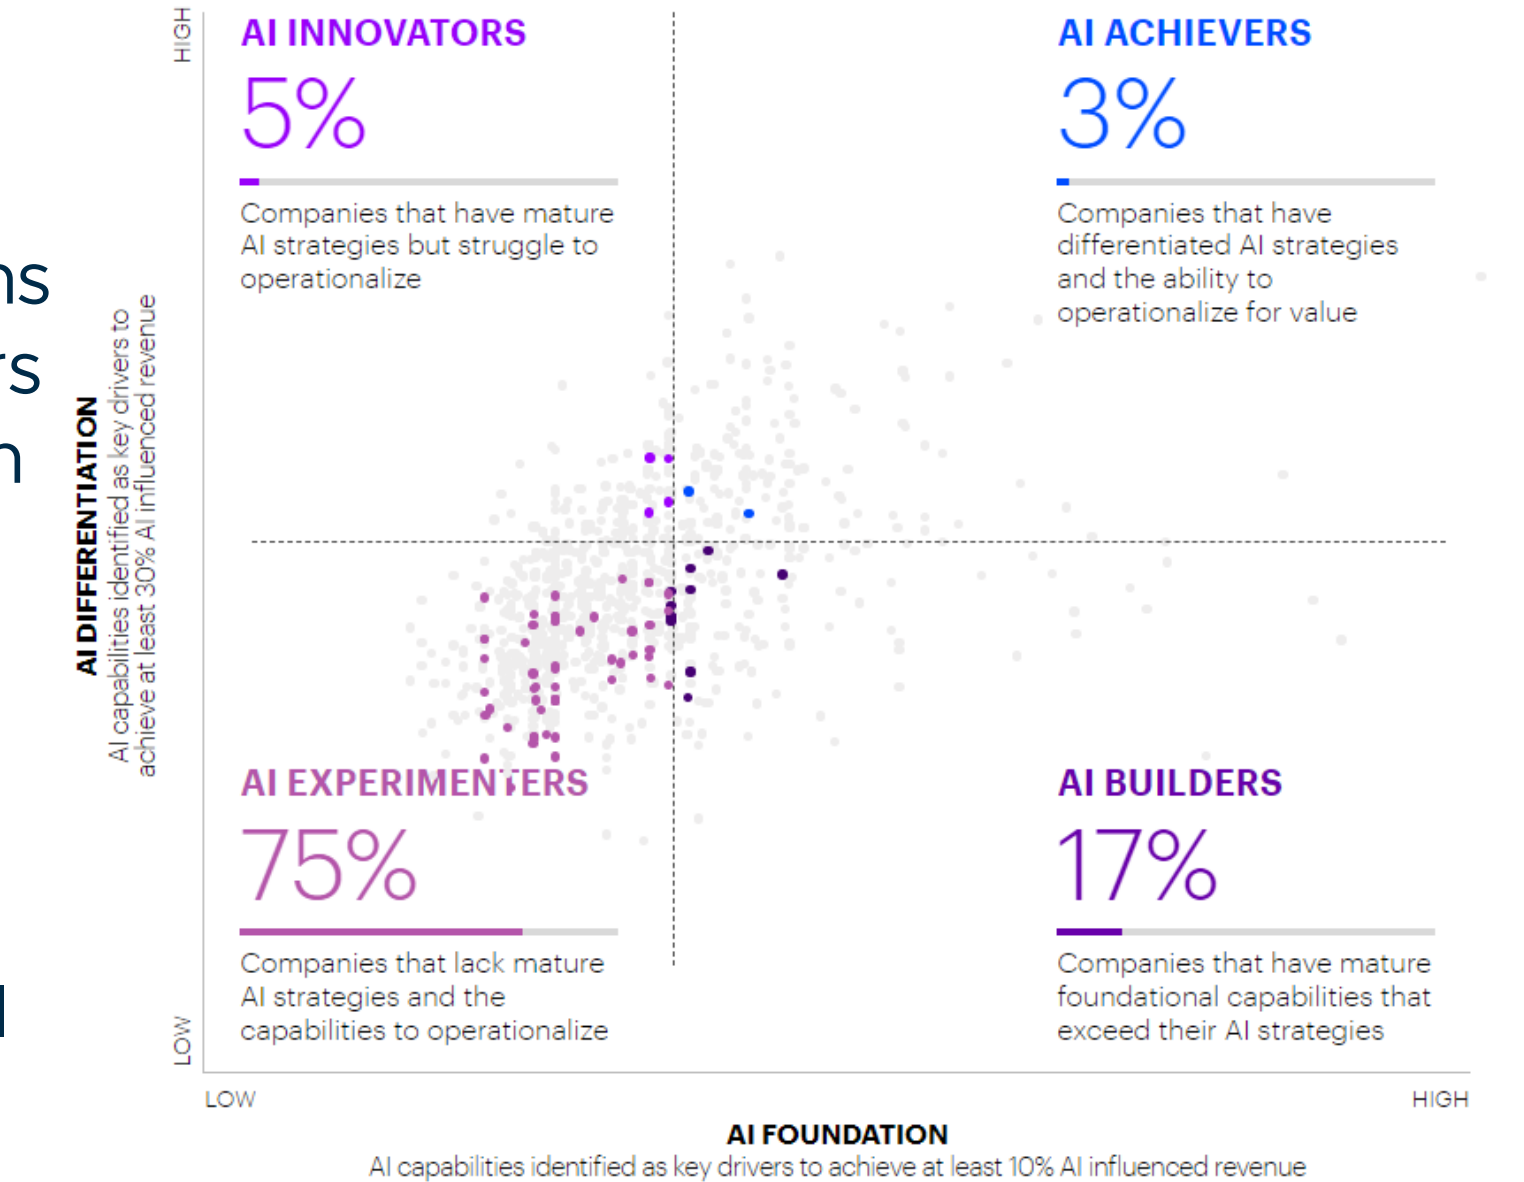 HIGH
AI INNOVATORS
5%
Companies that have mature
AI strategies but struggle to
operationalize
AI ACHIEVERS
3%
Companies that have
differentiated AI strategies
and the ability to
operationalize for value
ns
rs
n
AI DIFFERENTIATION
AI capabilities identified as key drivers to
achieve at least 30% AI influenced revenue
AI EXPERIMENTERS
75%
Companies that lack mature
AI strategies and the
capabilities to operationalize
AI BUILDERS
17%
Companies that have mature
foundational capabilities that
exceed their AI strategies
LOW
LOW
HIGH
AI FOUNDATION
AI capabilities identified as key drivers to achieve at least 10% AI influenced revenue